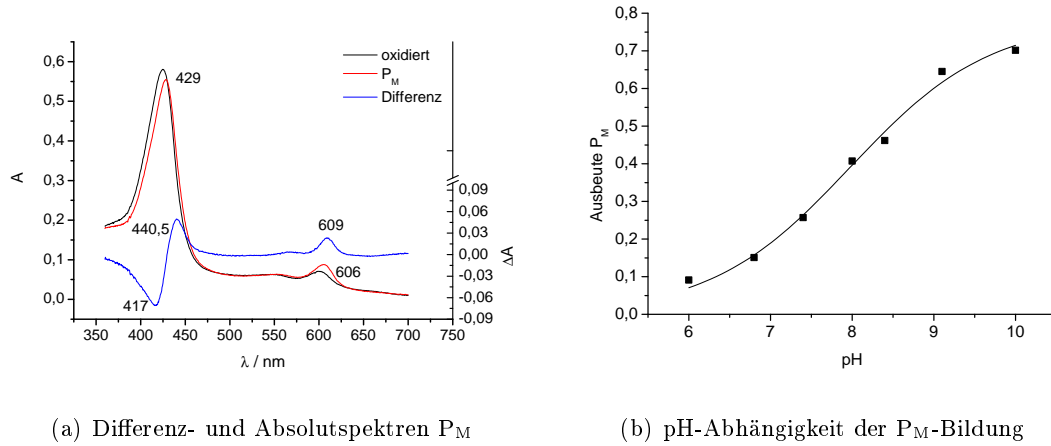 oxidiert
P_M
Differenz
0,6
0,5
0,4
0,3
0,2
0,1
0,0
A
429
440,5
417
609
606
0,09
0,06
0,03
0,00
-0,03
-0,06
-0,09
ΔA
350 400 450 500 550 600 650 700 750
λ / nm
(a) Differenz- und Absolutspektren P_M
0,8
0,7
0,6
0,5
0,4
0,3
0,2
0,1
0,0
Ausbeute P_M
6 7 8 9 10
pH
(b) pH-Abhängigkeit der P_M-Bildung